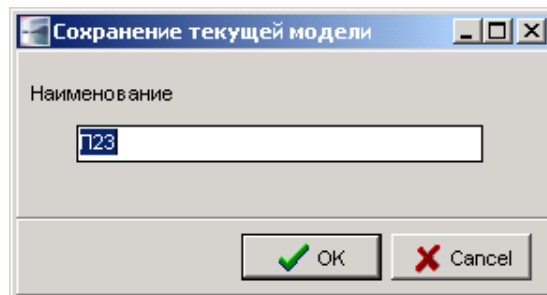 Сохранение текущей модели
Наименование
П23
OK
Cancel